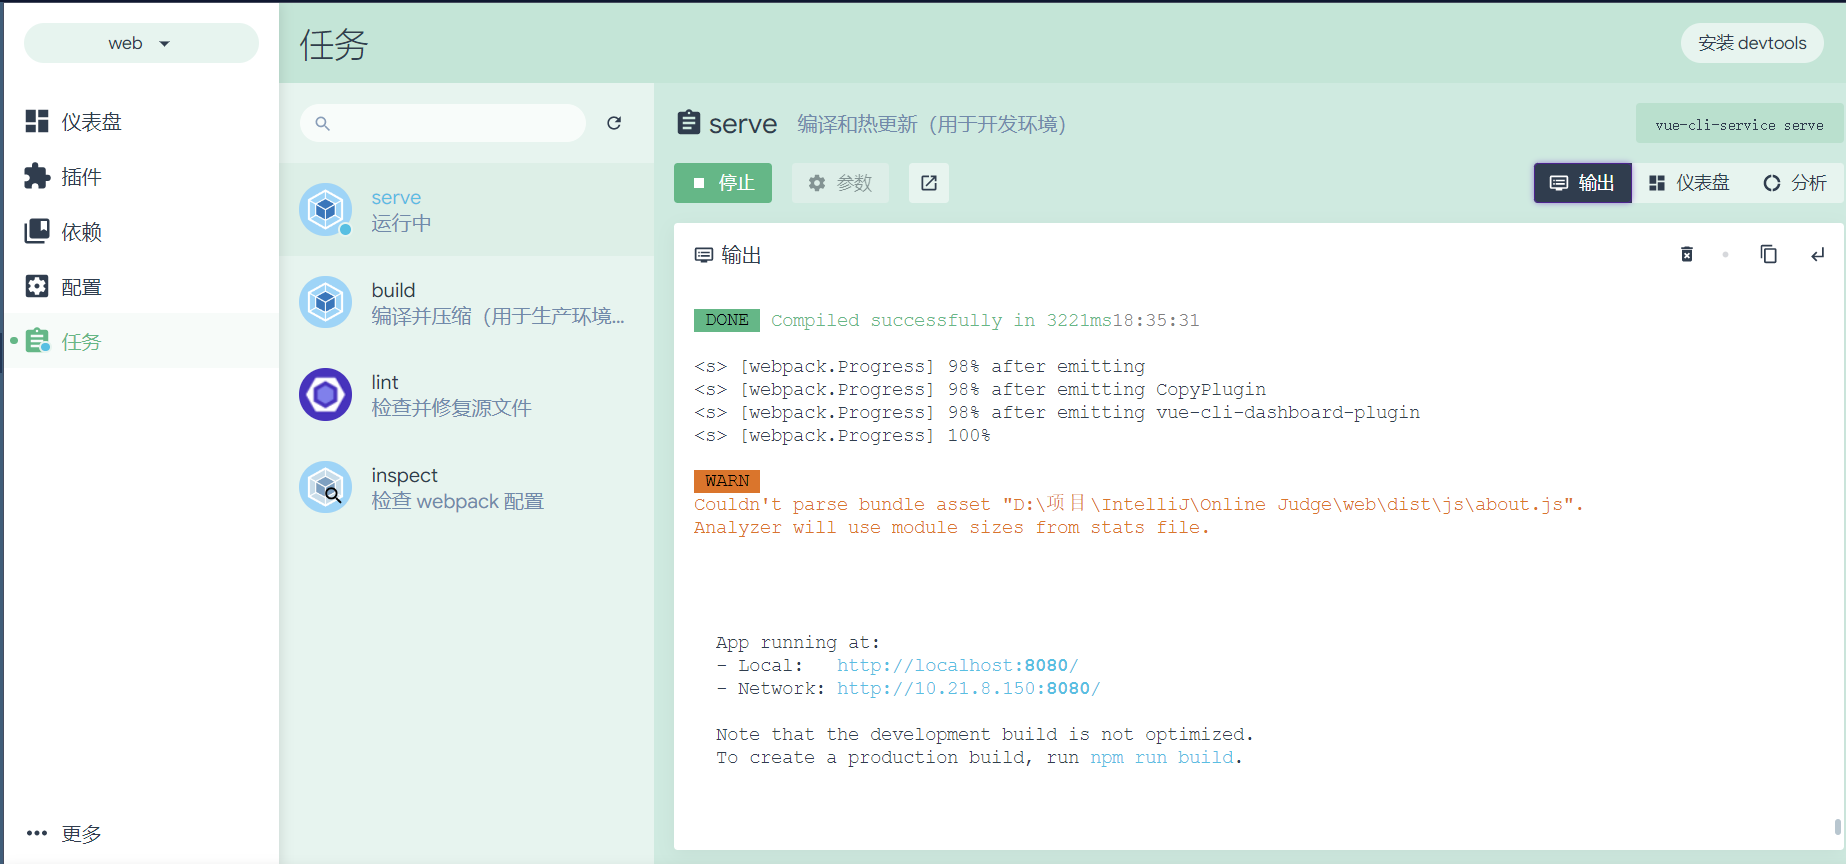 web
任务
安装 devtools
仪表盘
插件
依赖
配置
任务
更多
serve
运行中
build
编译并压缩（用于生产环境...
lint
检查并修复源文件
inspect
检查 webpack 配置
serve 编译和热更新（用于开发环境）
vue-cli-service serve
停止 参数
输出 仪表盘 分析
输出
DONE Compiled successfully in 3221ms18:35:31
<s> [webpack.Progress] 98% after emitting
<s> [webpack.Progress] 98% after emitting CopyPlugin
<s> [webpack.Progress] 98% after emitting vue-cli-dashboard-plugin
<s> [webpack.Progress] 100%
WARN
Couldn't parse bundle asset "D:\项目\IntelliJ\Online Judge\web\dist\js\about.js".
Analyzer will use module sizes from stats file.
App running at:
- Local:   http://localhost:8080/
- Network: http://10.21.8.150:8080/
Note that the development build is not optimized.
To create a production build, run npm run build.